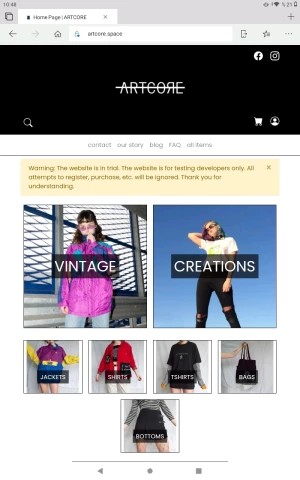 10:48
%21
Home Page | ARTCORE
artcore.space
ARTCORE
contact our story blog FAQ all items
Warning: The website is in trial. The website is for testing developers only. All
attempts to register, purchase, etc. will be ignored. Thank you for
understanding.
VINTAGE
CREATIONS
JACKETS
SHIRTS
TSHIRTS
BAGS
BOTTOMS